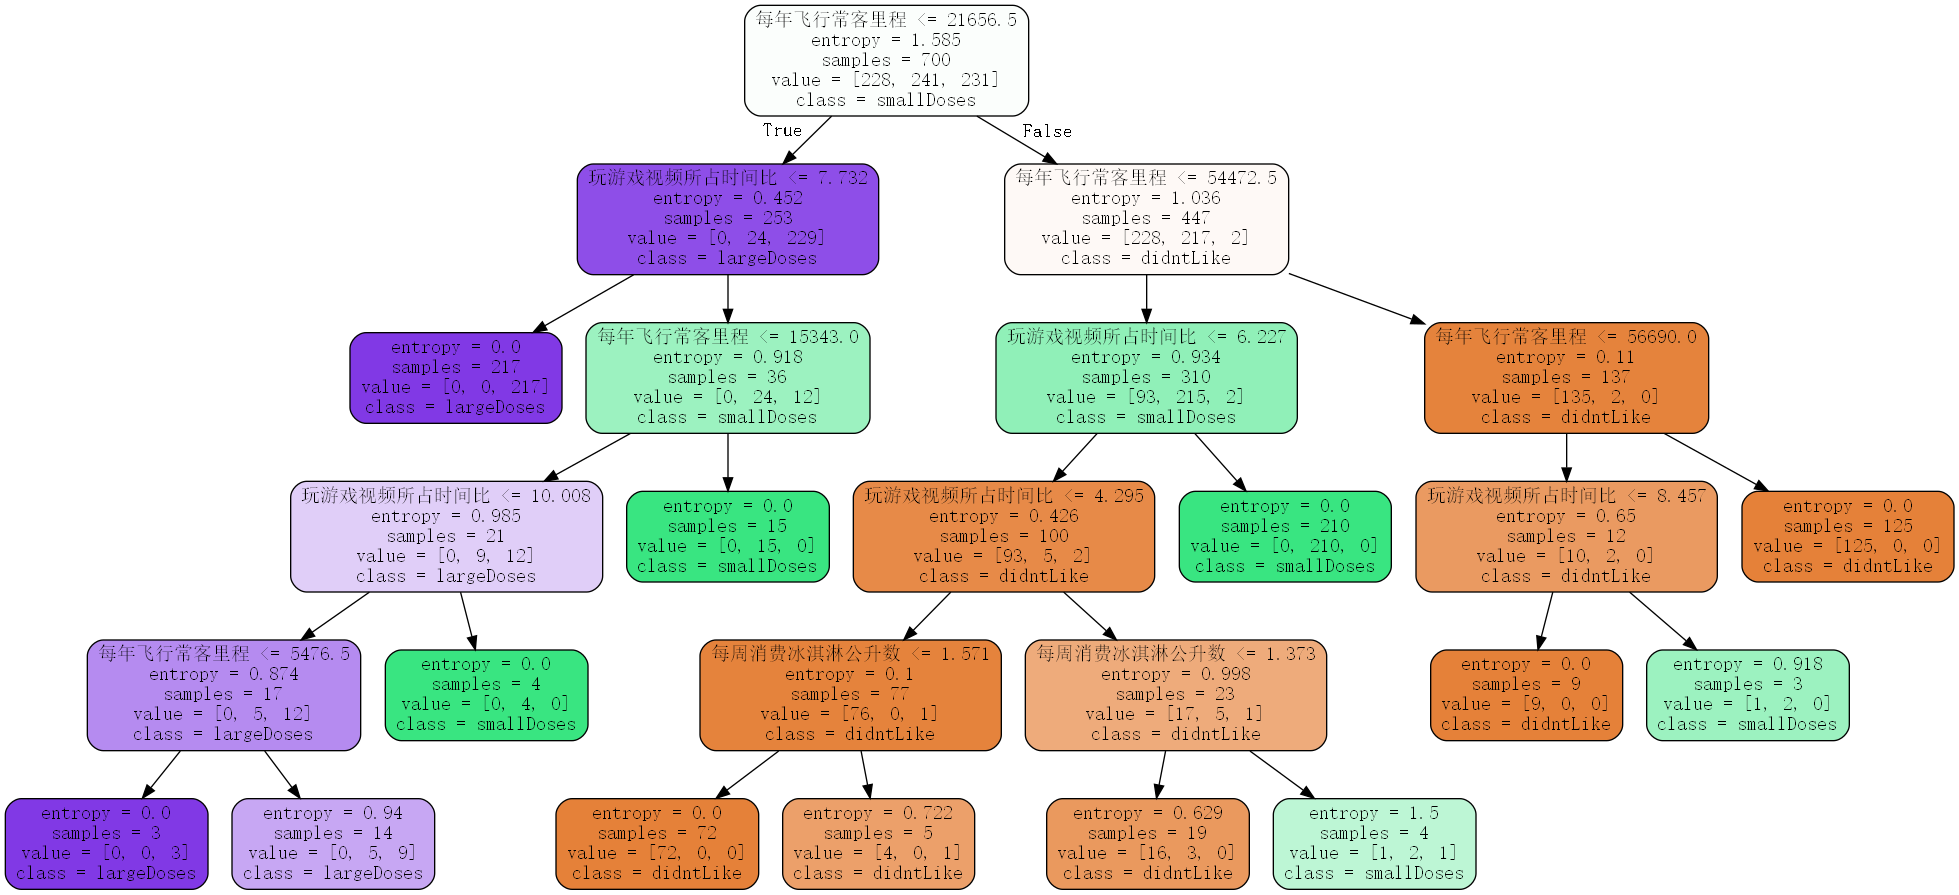 每年飞行常客里程 <= 21656.5
entropy = 1.585
samples = 700
value = [228, 241, 231]
class = smallDoses
True
False
玩游戏视频所占时间比 <= 7.732
entropy = 0.452
samples = 253
value = [0, 24, 229]
class = largeDoses
每年飞行常客里程 <= 54472.5
entropy = 1.036
samples = 447
value = [228, 217, 2]
class = didntLike
entropy = 0.0
samples = 217
value = [0, 0, 217]
class = largeDoses
每年飞行常客里程 <= 15343.0
entropy = 0.918
samples = 36
value = [0, 24, 12]
class = smallDoses
玩游戏视频所占时间比 <= 6.227
entropy = 0.934
samples = 310
value = [93, 215, 2]
class = smallDoses
每年飞行常客里程 <= 56690.0
entropy = 0.11
samples = 137
value = [135, 2, 0]
class = didntLike
玩游戏视频所占时间比 <= 10.008
entropy = 0.985
samples = 21
value = [0, 9, 12]
class = largeDoses
entropy = 0.0
samples = 15
value = [0, 15, 0]
class = smallDoses
玩游戏视频所占时间比 <= 4.295
entropy = 0.426
samples = 100
value = [93, 5, 2]
class = didntLike
entropy = 0.0
samples = 210
value = [0, 210, 0]
class = smallDoses
玩游戏视频所占时间比 <= 8.457
entropy = 0.65
samples = 12
value = [10, 2, 0]
class = didntLike
entropy = 0.0
samples = 125
value = [125, 0, 0]
class = didntLike
每年飞行常客里程 <= 5476.5
entropy = 0.874
samples = 17
value = [0, 5, 12]
class = largeDoses
entropy = 0.0
samples = 4
value = [0, 4, 0]
class = smallDoses
每周消费冰淇淋公升数 <= 1.571
entropy = 0.1
samples = 77
value = [76, 0, 1]
class = didntLike
每周消费冰淇淋公升数 <= 1.373
entropy = 0.998
samples = 23
value = [17, 5, 1]
class = didntLike
entropy = 0.0
samples = 9
value = [9, 0, 0]
class = didntLike
entropy = 0.918
samples = 3
value = [1, 2, 0]
class = smallDoses
entropy = 0.0
samples = 3
value = [0, 0, 3]
class = largeDoses
entropy = 0.94
samples = 14
value = [0, 5, 9]
class = largeDoses
entropy = 0.0
samples = 72
value = [72, 0, 0]
class = didntLike
entropy = 0.722
samples = 5
value = [4, 0, 1]
class = didntLike
entropy = 0.629
samples = 19
value = [16, 3, 0]
class = didntLike
entropy = 1.5
samples = 4
value = [1, 2, 1]
class = smallDoses